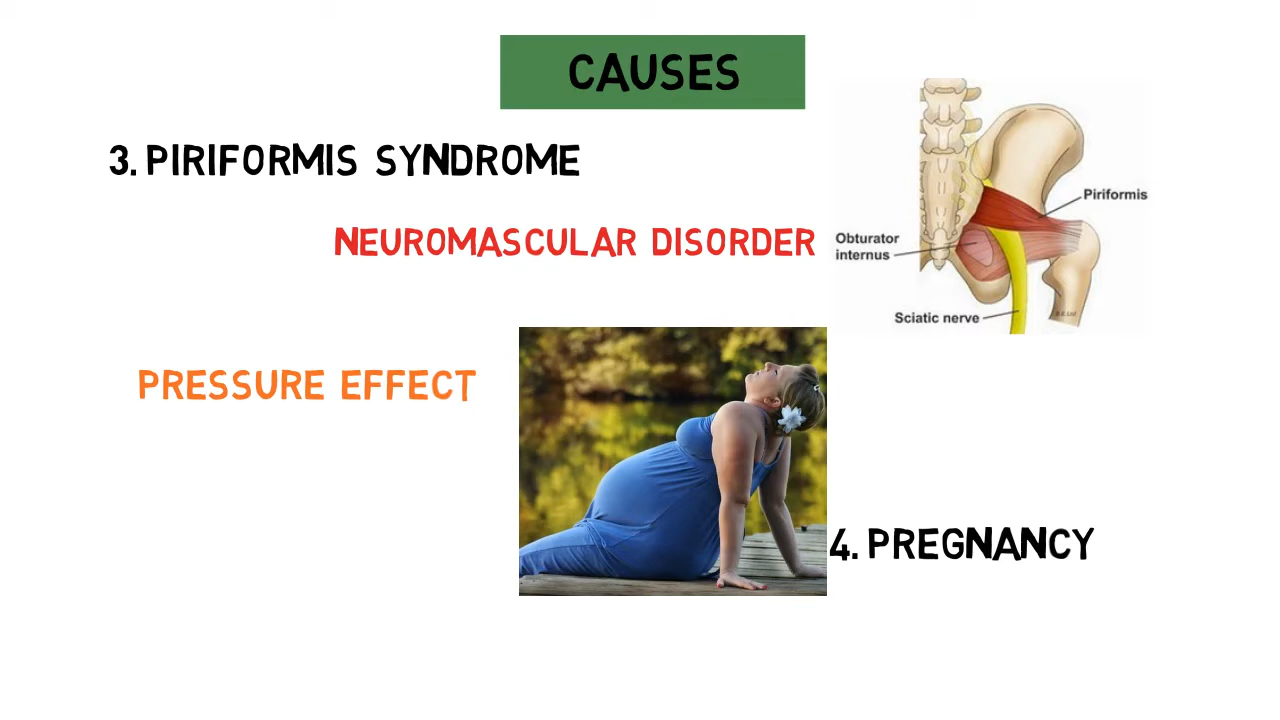 CAUSES
3. PIRIFORMIS SYNDROME
NEUROMASCULAR DISORDER
Piriformis
Obturator
internus
Sciatic nerve
PRESSURE EFFECT
4. PREGNANCY